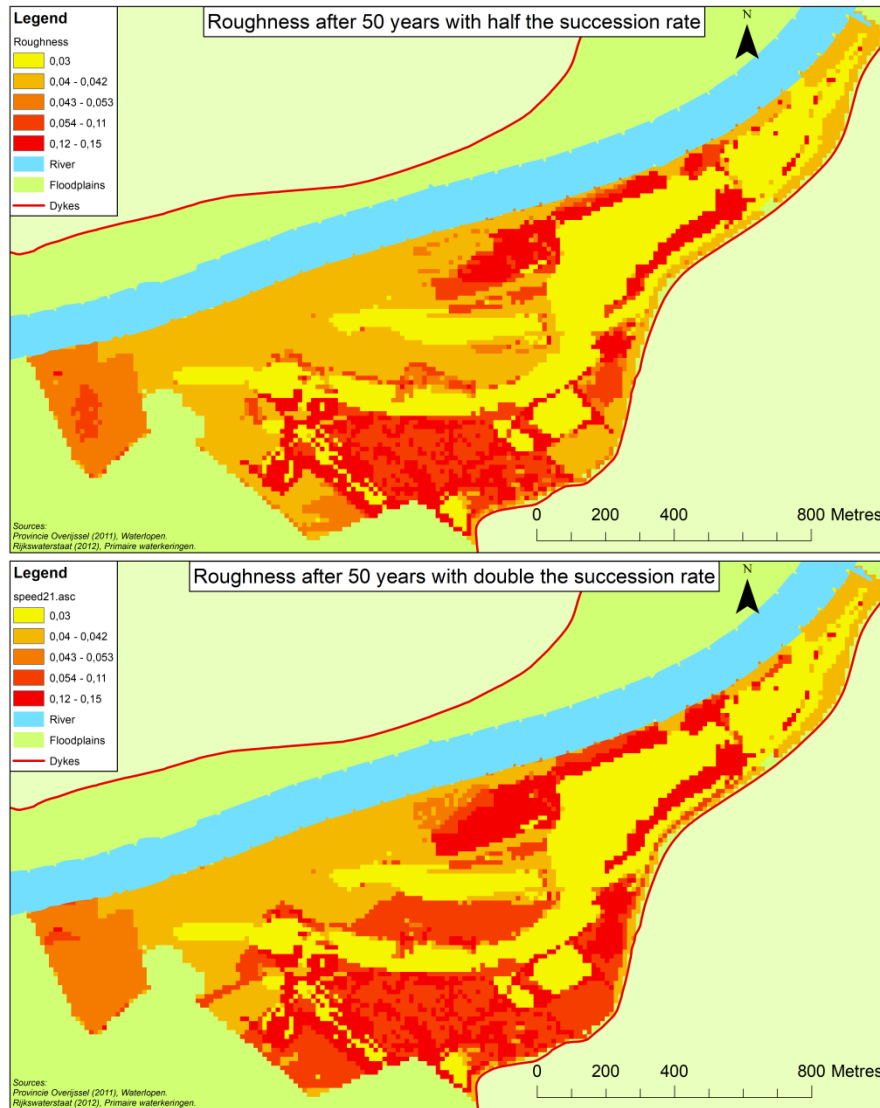 Roughness after 50 years with half the succession rate
N
Legend
Roughness
0,03
0,04 - 0,042
0,043 - 0,053
0,054 - 0,11
0,12 - 0,15
River
Floodplains
Dykes
Sources:
Provincie Overijssel (2011), Waterlopen.
Rijkswaterstaat (2012), Primaire waterkeringen.
0 200 400 800 Metres
Roughness after 50 years with double the succession rate
N
Legend
speed21.asc
0,03
0,04 - 0,042
0,043 - 0,053
0,054 - 0,11
0,12 - 0,15
River
Floodplains
Dykes
Sources:
Provincie Overijssel (2011), Waterlopen.
Rijkswaterstaat (2012), Primaire waterkeringen.
0 200 400 800 Metres